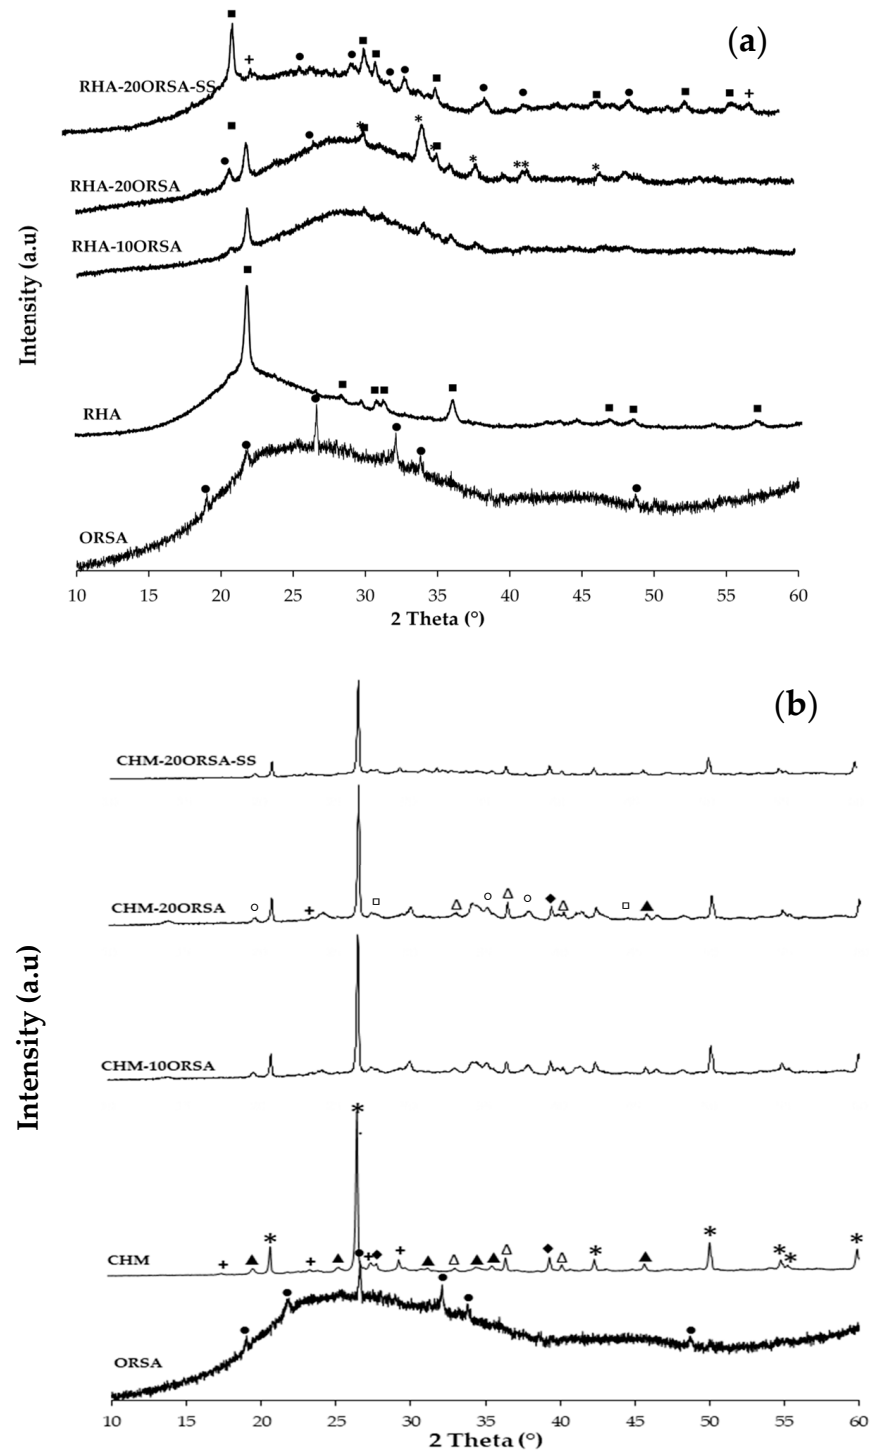 (a)
RHA-20ORSA-SS
RHA-20ORSA
RHA-10ORSA
RHA
ORSA
Intensity (a.u)
10 15 20 25 30 35 40 45 50 55 60
2 Theta (°)
(b)
CHM-20ORSA-SS
CHM-20ORSA
CHM-10ORSA
CHM
ORSA
Intensity (a.u)
10 15 20 25 30 35 40 45 50 55 60
2 Theta (°)